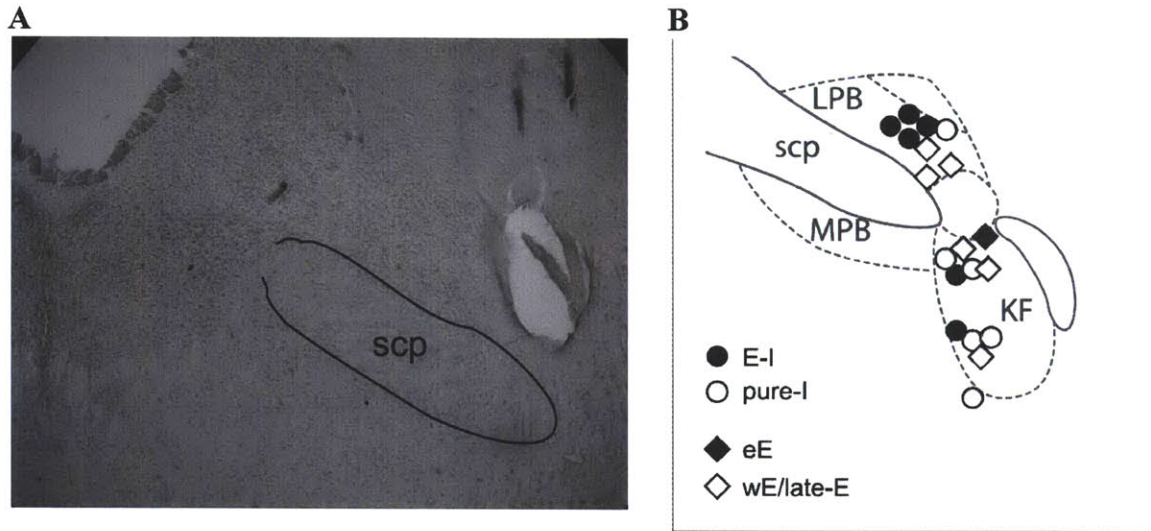 A
scp
B
LPB
scp
MPB
KF
E-I
pure-I
eE
wE/late-E